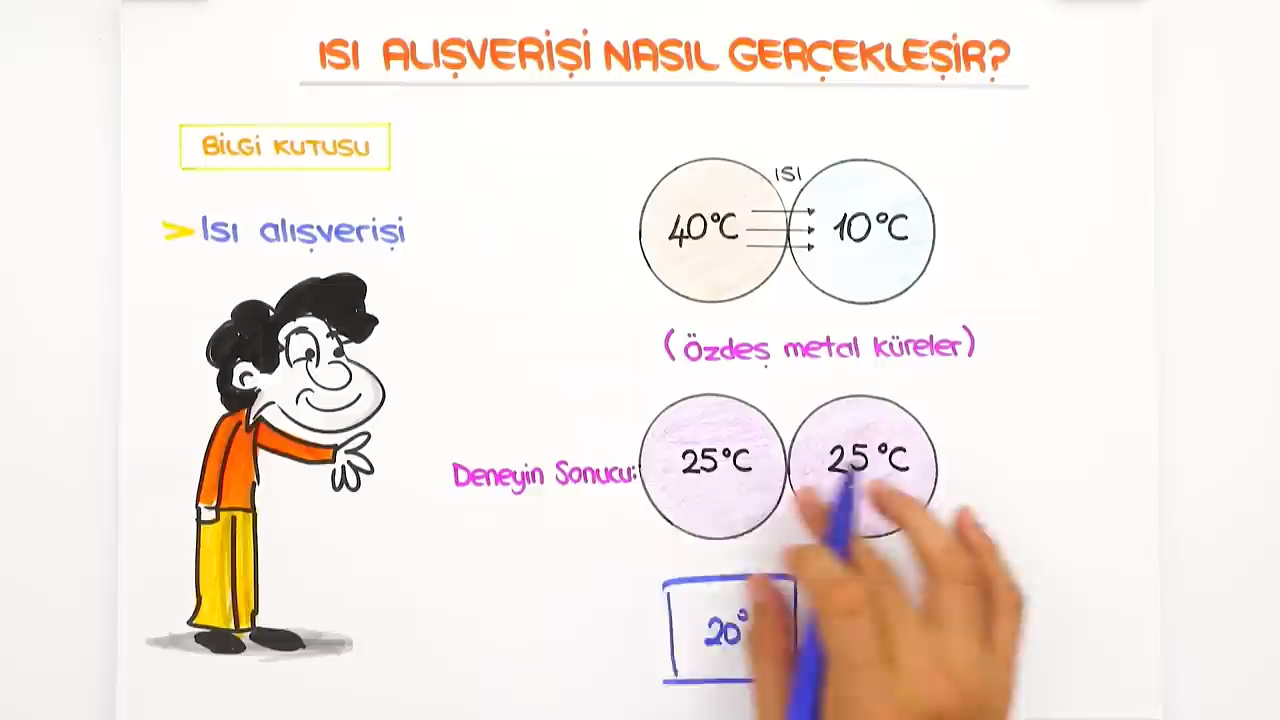 ISI ALIŞVERİŞİ NASIL GERÇEKLEŞİR?
BİLGİ KUTUSU
> Isı alışverişi
ISI
40°C
10°C
(Özdeş metal küreler)
Deneyin Sonucu:
25°C
25°C
20°